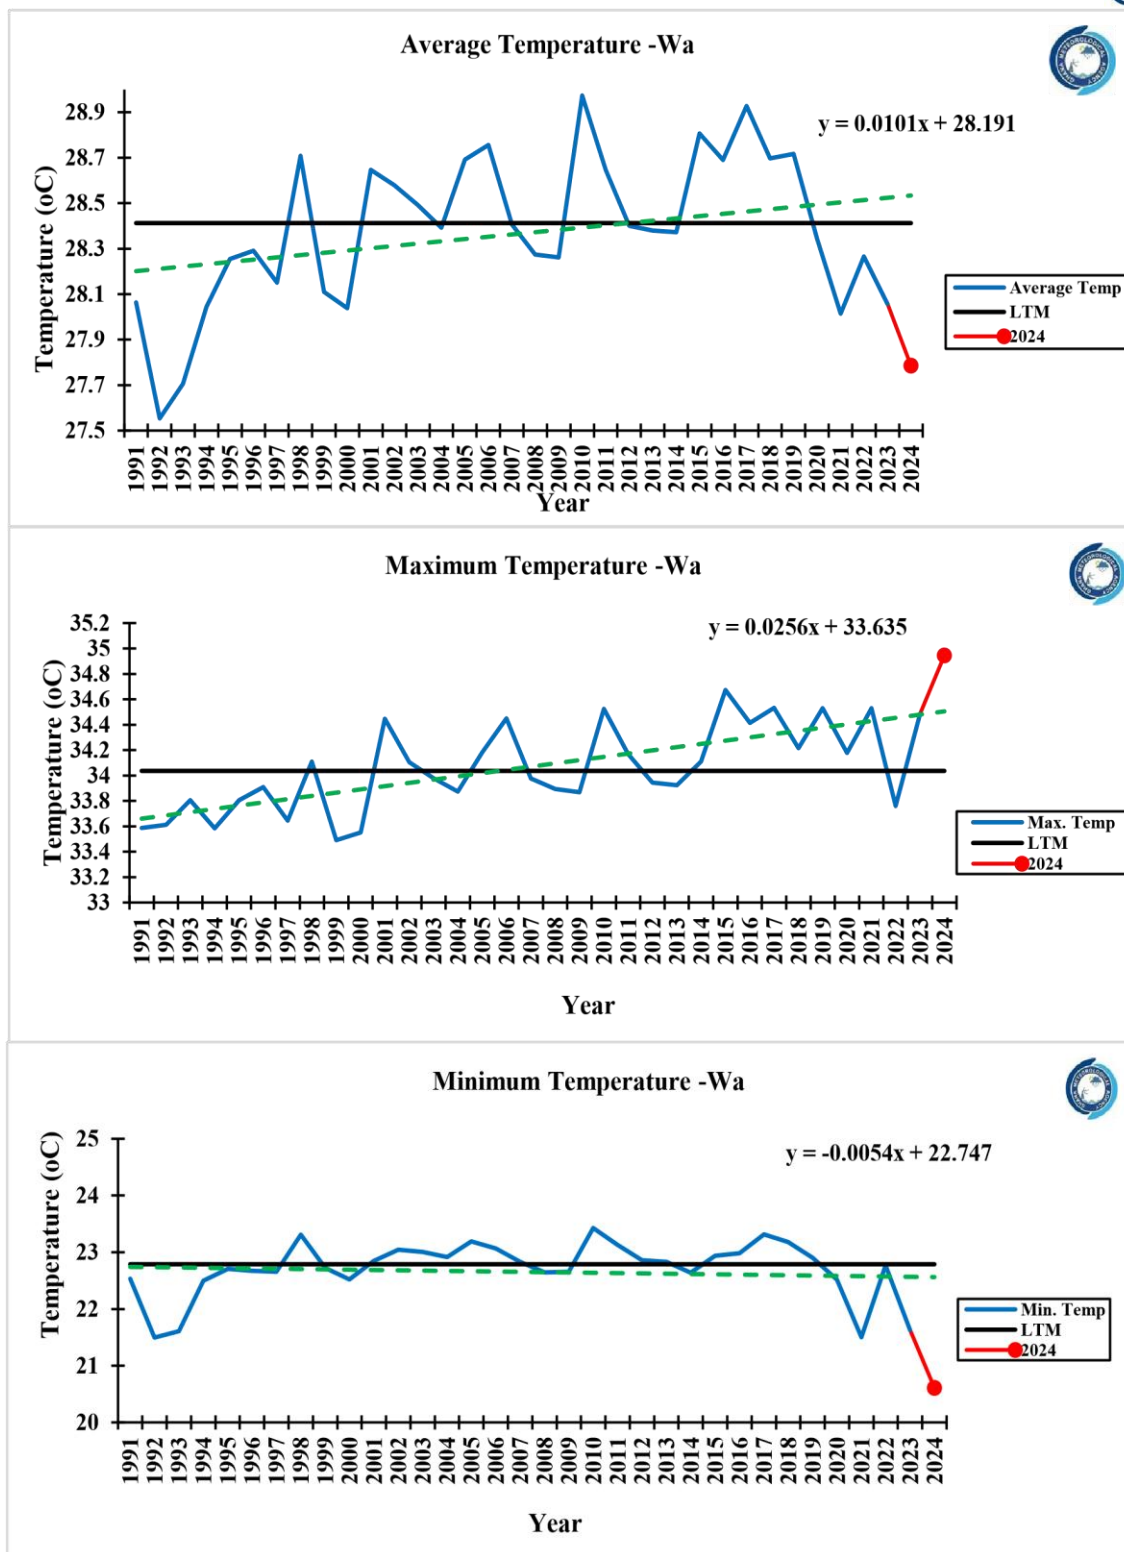 Average Temperature -Wa
y = 0.0101x + 28.191
Temperature (oC)
28.9
28.7
28.5
28.3
28.1
27.9
27.7
27.5
Average Temp
LTM
2024
1991 1992 1993 1994 1995 1996 1997 1998 1999 2000 2001 2002 2003 2004 2005 2006 2007 2008 2009 2010 2011 2012 2013 2014 2015 2016 2017 2018 2019 2020 2021 2022 2023 2024
Year
Maximum Temperature -Wa
y = 0.0256x + 33.635
Temperature (oC)
35.2
35
34.8
34.6
34.4
34.2
34
33.8
33.6
33.4
33.2
33
Max. Temp
LTM
2024
1991 1992 1993 1994 1995 1996 1997 1998 1999 2000 2001 2002 2003 2004 2005 2006 2007 2008 2009 2010 2011 2012 2013 2014 2015 2016 2017 2018 2019 2020 2021 2022 2023 2024
Year
Minimum Temperature -Wa
y = -0.0054x + 22.747
Temperature (oC)
25
24
23
22
21
20
Min. Temp
LTM
2024
1991 1992 1993 1994 1995 1996 1997 1998 1999 2000 2001 2002 2003 2004 2005 2006 2007 2008 2009 2010 2011 2012 2013 2014 2015 2016 2017 2018 2019 2020 2021 2022 2023 2024
Year
GHANA METEOROLOGICAL AGENCY